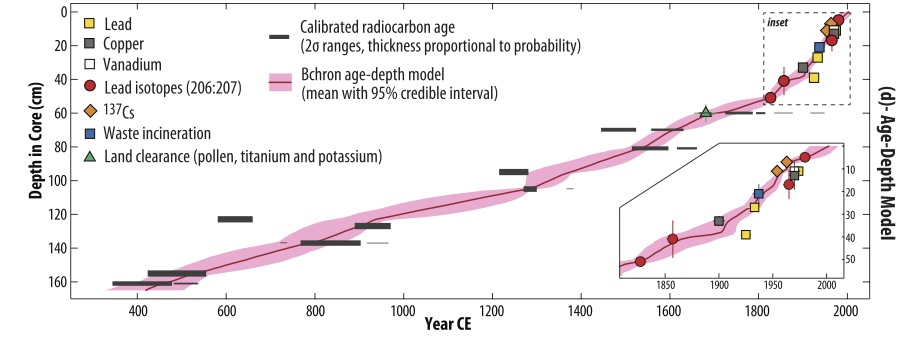 0
20
40
60
80
100
120
140
160
Depth in Core (cm)
Lead
Copper
Vanadium
Lead isotopes (206:207)
137Cs
Waste incineration
Land clearance (pollen, titanium and potassium)
Calibrated radiocarbon age
(2σ ranges, thickness proportional to probability)
Bchron age-depth model
(mean with 95% credible interval)
inset
(d)- Age-Depth Model
10
20
30
40
50
1850
1900
1950
2000
400
600
800
1000
1200
1400
1600
1800
2000
Year CE